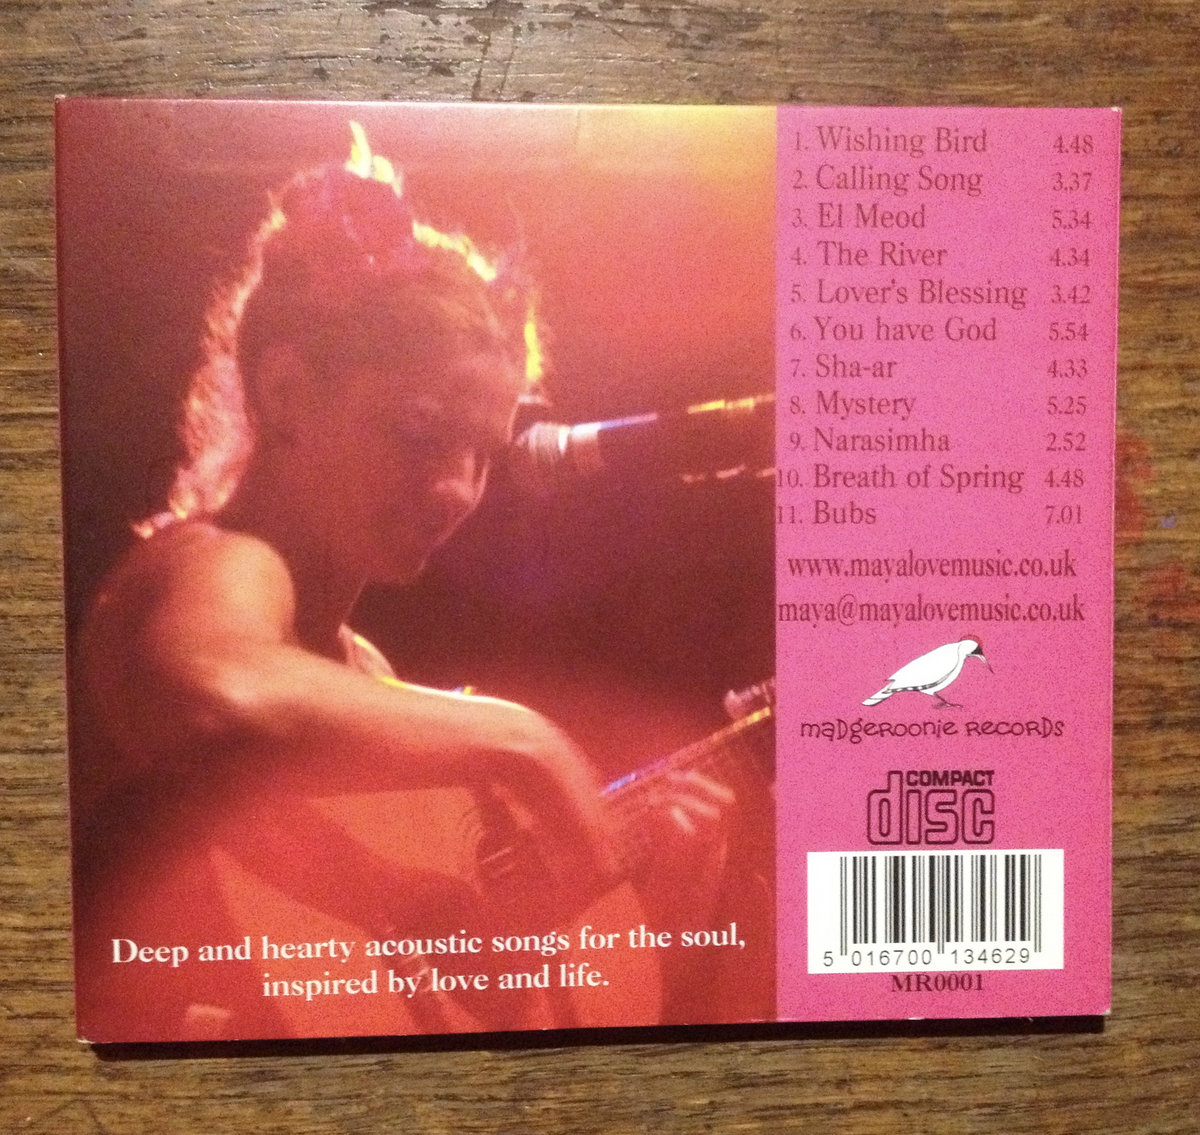 1. Wishing Bird 4.48
2. Calling Song 3.37
3. El Meod 5.34
4. The River 4.34
5. Lover's Blessing 3.42
6. You have God 5.54
7. Sha-ar 4.33
8. Mystery 5.25
9. Narasimha 2.52
10. Breath of Spring 4.48
11. Bubs 7.01
www.mayalovemusic.co.uk
maya@mayalovemusic.co.uk
maDgeRoonie RecoRDs
COMPACT
disc
5 016700 134629
MR0001
Deep and hearty acoustic songs for the soul,
inspired by love and life.